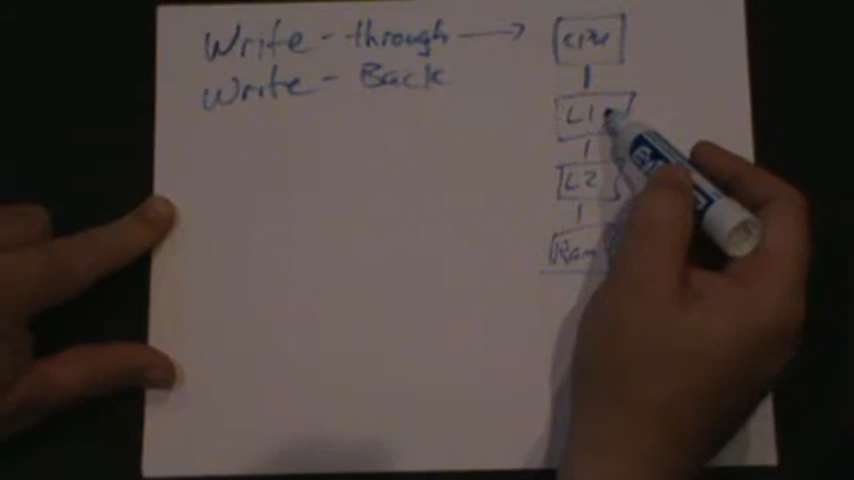 Write - through
Write - Back
CPU
L1
L2
Ram